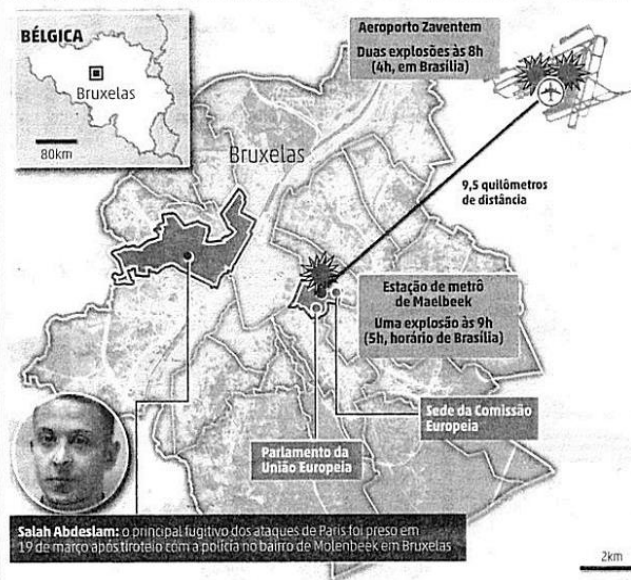 BÉLGICA
Bruxelas
80km
Aeroporto Zaventem
Duas explosões às 8h
(4h, em Brasília)
Bruxelas
9,5 quilômetros
de distância
Estação de metrô
de Maelbeek
Uma explosão às 9h
(5h, horário de Brasília)
Sede da Comissão
Europeia
Parlamento da
União Europeia
Salah Abdeslam: o principal fugitivo dos ataques de Paris foi preso em
19 de março após tiroteio com a polícia no bairro de Molenbeek em Bruxelas
2km